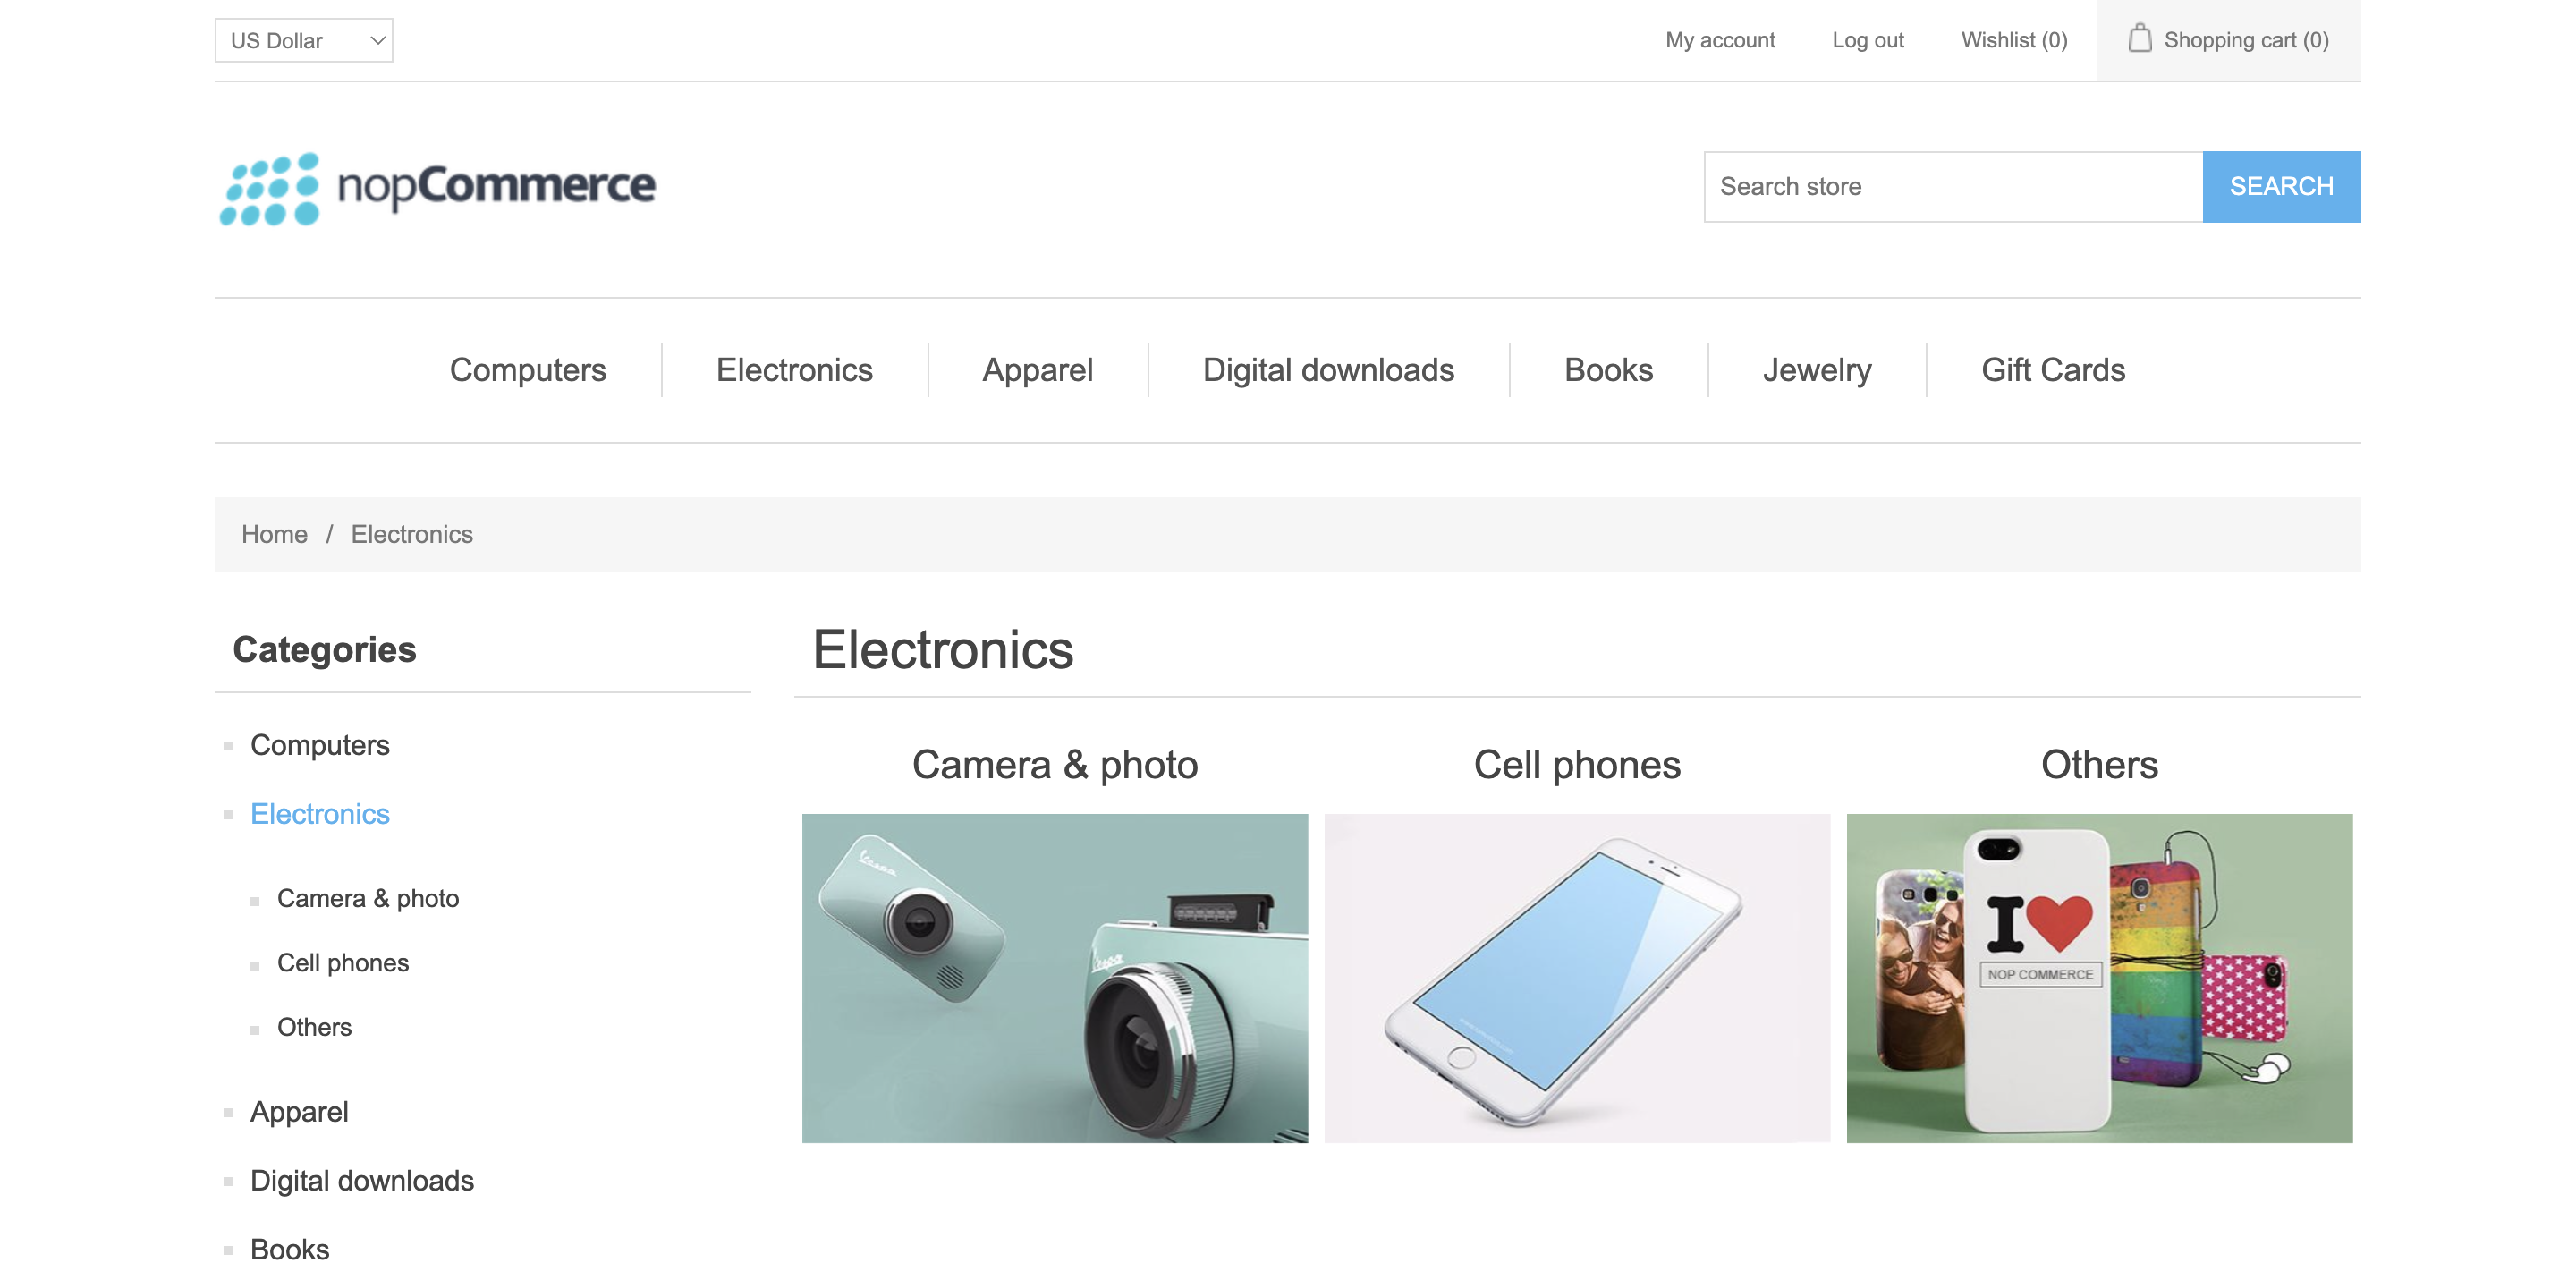 US Dollar
My account
Log out
Wishlist (0)
Shopping cart (0)
nopCommerce
Search store
SEARCH
Computers
Electronics
Apparel
Digital downloads
Books
Jewelry
Gift Cards
Home / Electronics
Categories
Computers
Electronics
Camera & photo
Cell phones
Others
Apparel
Digital downloads
Books
Electronics
Camera & photo
Cell phones
Others
Vespa
Vespa
I
NOP COMMERCE